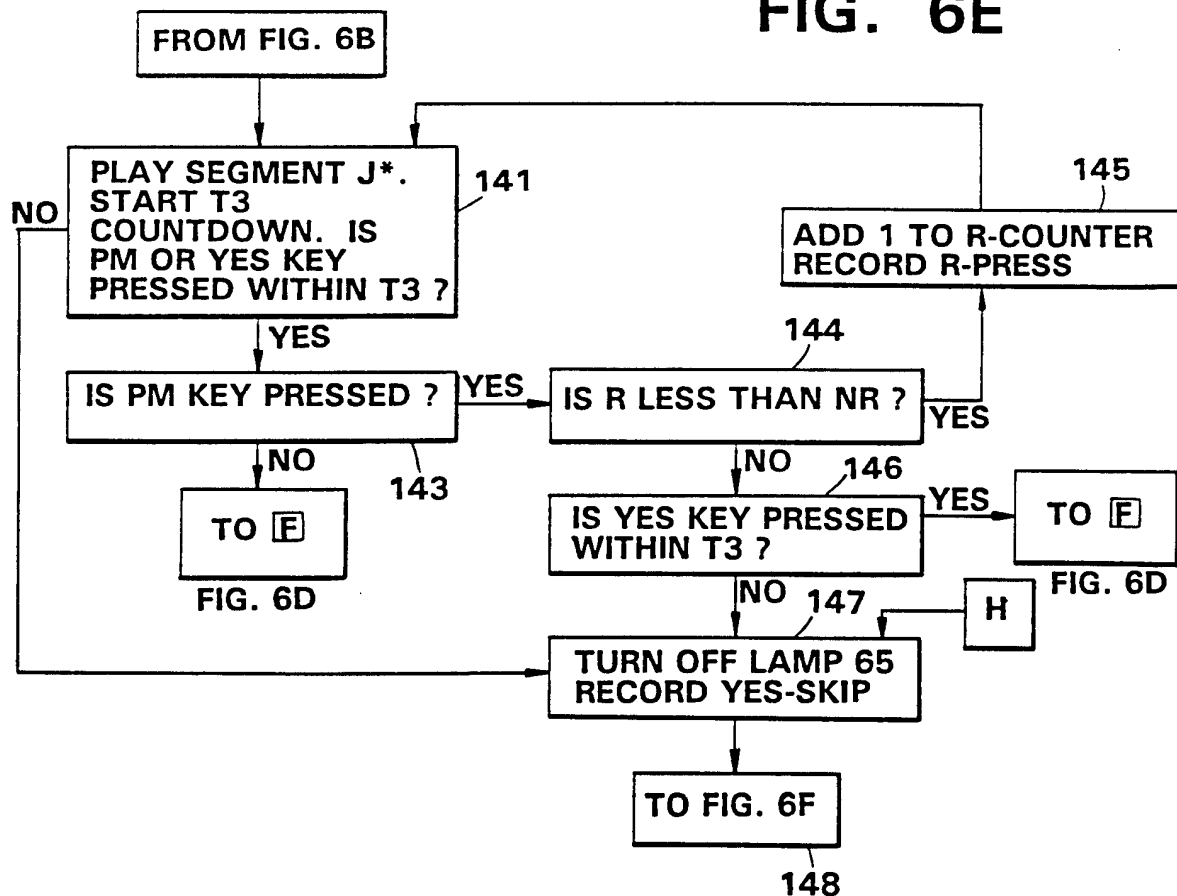 FIG. 6E
FROM FIG. 6B
PLAY SEGMENT J*.
START T3
COUNTDOWN. IS
PM OR YES KEY
PRESSED WITHIN T3 ?
141
NO
YES
145
ADD 1 TO R-COUNTER
RECORD R-PRESS
IS PM KEY PRESSED ?
143
YES
NO
144
IS R LESS THAN NR ?
YES
NO
TO F
FIG. 6D
146
IS YES KEY PRESSED
WITHIN T3 ?
YES
TO F
FIG. 6D
NO
147
H
TURN OFF LAMP 65
RECORD YES-SKIP
TO FIG. 6F
148